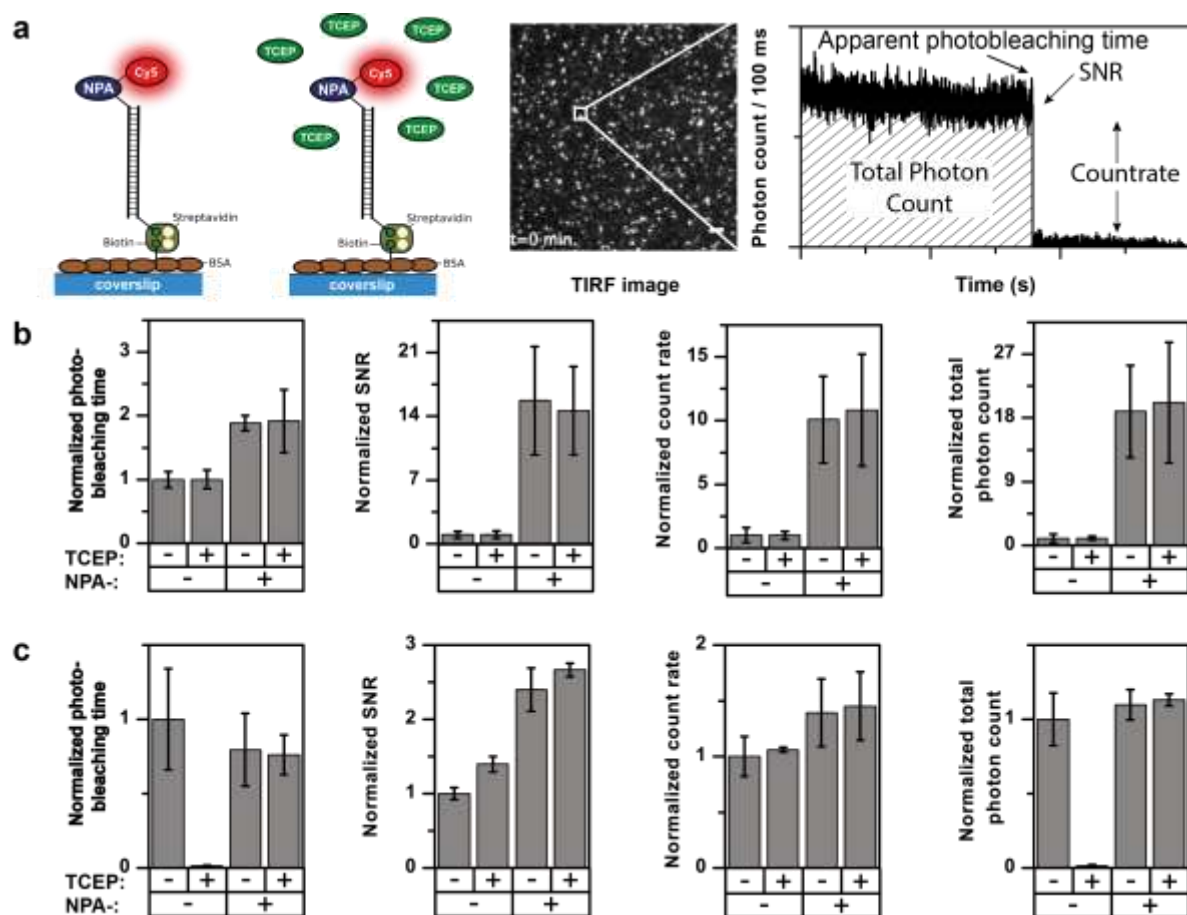 a
Cy5
NPA
Streptavidin
Biotin
BSA
coverslip
TCEP
TCEP
TCEP
TCEP
Cy5
NPA
TCEP
TCEP
TCEP
Streptavidin
Biotin
BSA
coverslip
t=0 min.
TIRF image
Photon count / 100 ms
Apparent photobleaching time
SNR
Total Photon
Count
Countrate
Time (s)
b
Normalized photo-
bleaching time
3
2
1
0
TCEP: - + - +
NPA-: - +
Normalized SNR
21
14
7
0
- + - +
- +
Normalized count rate
15
10
5
0
- + - +
- +
Normalized total
photon count
27
18
9
0
- + - +
- +
c
Normalized photo-
bleaching time
1
0
TCEP: - + - +
NPA-: - +
Normalized SNR
3
2
1
0
- + - +
- +
Normalized count rate
2
1
0
- + - +
- +
Normalized total
photon count
1
0
- + - +
- +